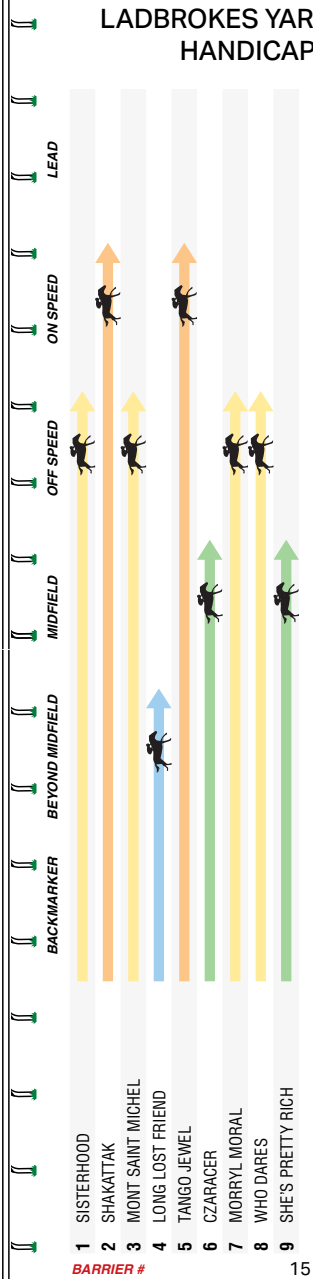 LADBROKES YAR
HANDICAP
LEAD
ON SPEED
OFF SPEED
MIDFIELD
BEYOND MIDFIELD
BACKMARKER
1 SISTERHOOD
2 SHAKATTAK
3 MONT SAINT MICHEL
4 LONG LOST FRIEND
5 TANGO JEWEL
6 CZARACER
7 MORRYL MORAL
8 WHO DARES
9 SHE'S PRETTY RICH
BARRIER #
15